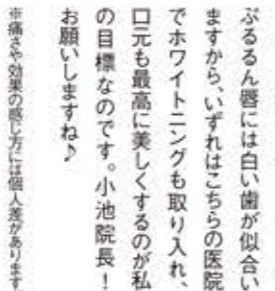 ぷるるん唇には白い歯が似合い
ますから、いずれはこちらの医院
でホワイトニングも取り入れ、
口元も最高に美しくするのが私
の目標なのです。小池院長!
お願いしますね♪
※痛さや効果の感じ方には個人差があります